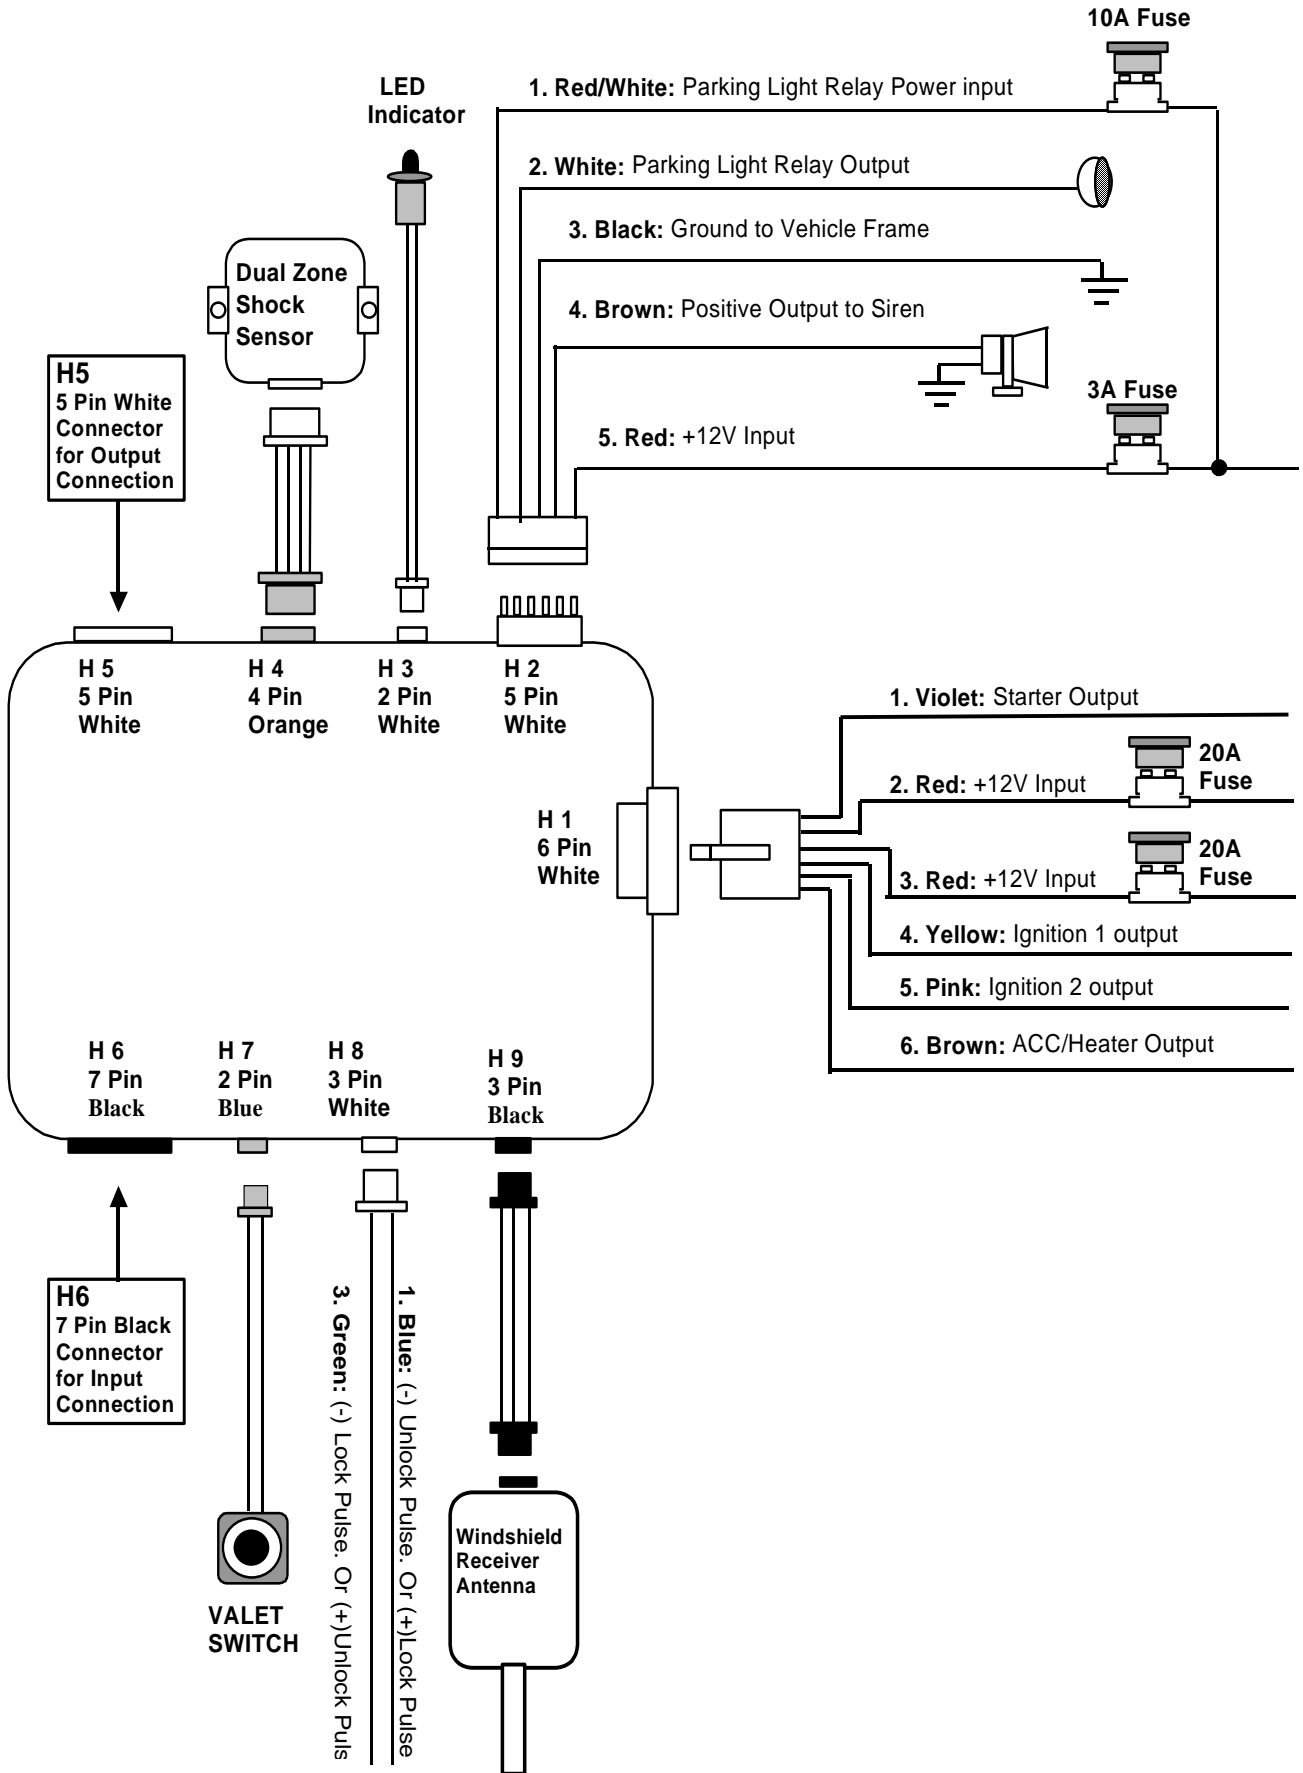 10A Fuse
LED
Indicator
1. Red/White: Parking Light Relay Power input
2. White: Parking Light Relay Output
3. Black: Ground to Vehicle Frame
Dual Zone
Shock
Sensor
4. Brown: Positive Output to Siren
H5
5 Pin White
Connector
for Output
Connection
3A Fuse
5. Red: +12V Input
H 5
5 Pin
White
H 4
4 Pin
Orange
H 3
2 Pin
White
H 2
5 Pin
White
1. Violet: Starter Output
20A
Fuse
2. Red: +12V Input
H 1
6 Pin
White
20A
Fuse
3. Red: +12V Input
4. Yellow: Ignition 1 output
5. Pink: Ignition 2 output
6. Brown: ACC/Heater Output
H 6
7 Pin
Black
H 7
2 Pin
Blue
H 8
3 Pin
White
H 9
3 Pin
Black
H6
7 Pin Black
Connector
for Input
Connection
3. Green: (-) Lock Pulse. Or (+)Unlock Puls
1. Blue: (-) Unlock Pulse. Or (+)Lock Pulse
Windshield
Receiver
Antenna
VALET
SWITCH